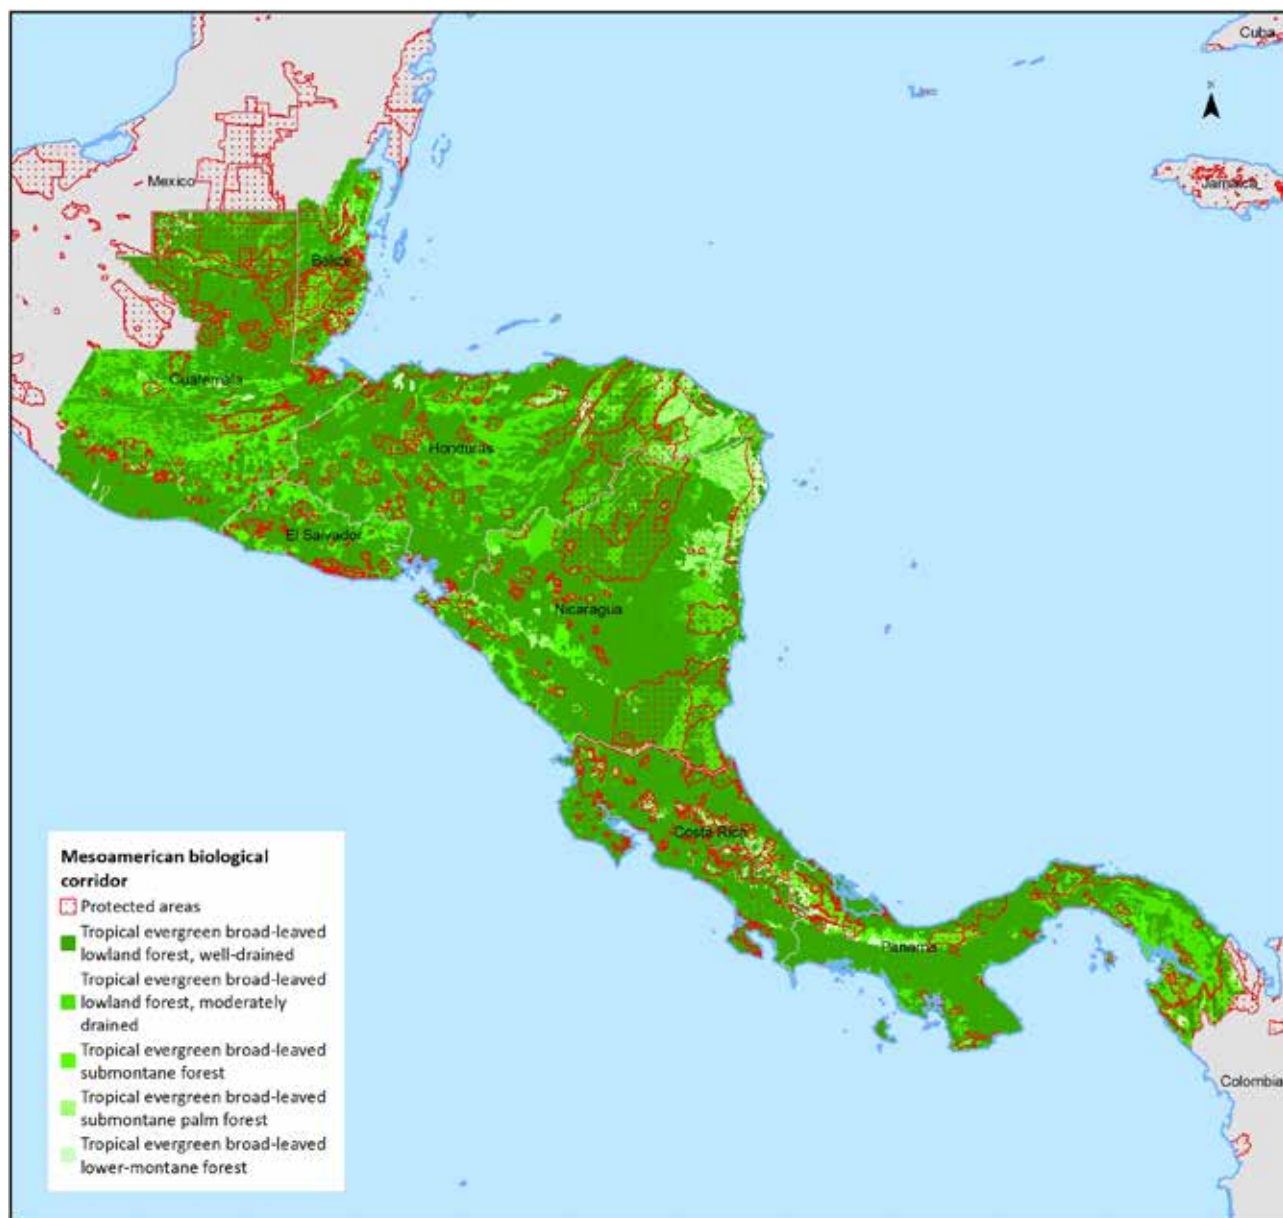 Cuba
N
Mexico
Jamaica
Belize
Guatemala
Honduras
El Salvador
Nicaragua
Costa Rica
Panama
Colombia
Mesoamerican biological
corridor
Protected areas
Tropical evergreen broad-leaved
lowland forest, well-drained
Tropical evergreen broad-leaved
lowland forest, moderately
drained
Tropical evergreen broad-leaved
submontane forest
Tropical evergreen broad-leaved
submontane palm forest
Tropical evergreen broad-leaved
lower-montane forest